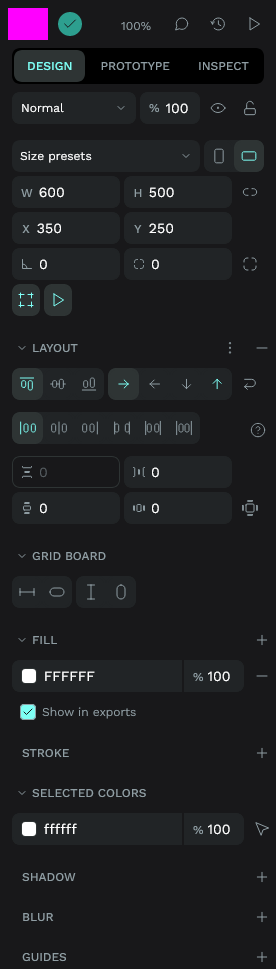 100%
DESIGN PROTOTYPE INSPECT
Normal % 100
Size presets
W 600 H 500
X 350 Y 250
0 0
LAYOUT
0 0
0 0
GRID BOARD
FILL
FFFFFF % 100
Show in exports
STROKE
SELECTED COLORS
ffffff % 100
SHADOW
BLUR
GUIDES